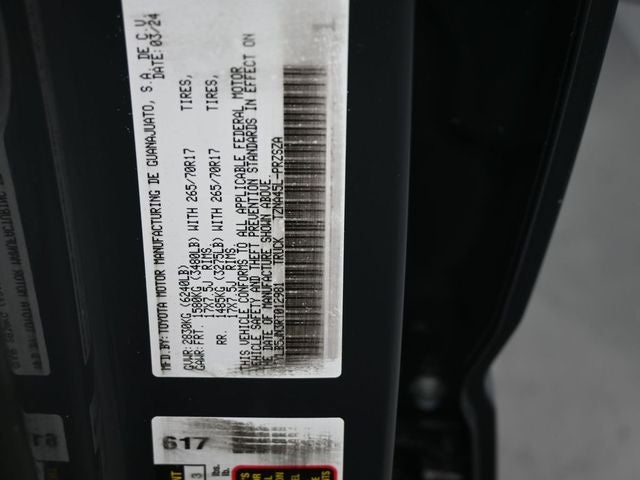 MFD.BY: TOYOTA MOTOR MANUFACTURING DE GUANAJUATO, S.A. DE C.V.
DATE: 03/24
GVWR: 2830KG (6240LB)
GAWR: FRT. 1580KG (3480LB) WITH 265/70R17 TIRES,
17X7.5J RIMS,
RR. 1485KG (3275LB) WITH 265/70R17 TIRES,
17X7.5J RIMS,
THIS VEHICLE CONFORMS TO ALL APPLICABLE FEDERAL MOTOR
VEHICLE SAFETY AND THEFT PREVENTION STANDARDS IN EFFECT ON
THE DATE OF MANUFACTURE SHOWN ABOVE.
TRUCK TZNA45L-PRZSZA
617
lbs.